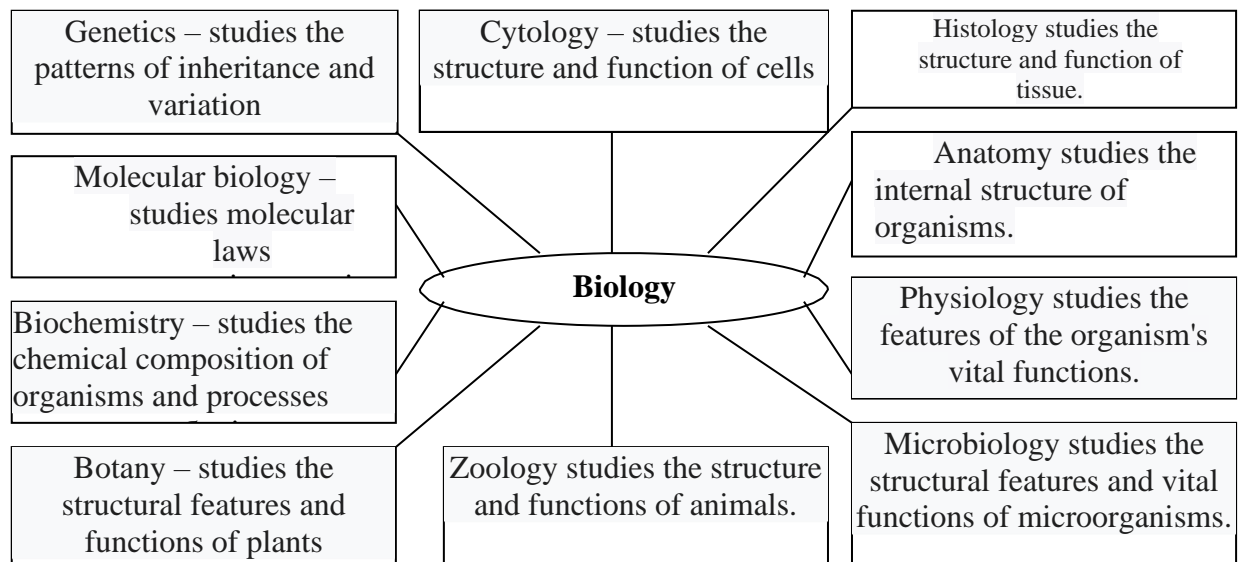 Genetics – studies the
patterns of inheritance and
variation
Cytology – studies the
structure and function of cells
Histology studies the
structure and function of
tissue.
Molecular biology –
studies molecular
laws
Anatomy studies the
internal structure of
organisms.
Biology
Biochemistry – studies the
chemical composition of
organisms and processes
Physiology studies the
features of the organism's
vital functions.
Botany – studies the
structural features and
functions of plants
Zoology studies the structure
and functions of animals.
Microbiology studies the
structural features and vital
functions of microorganisms.